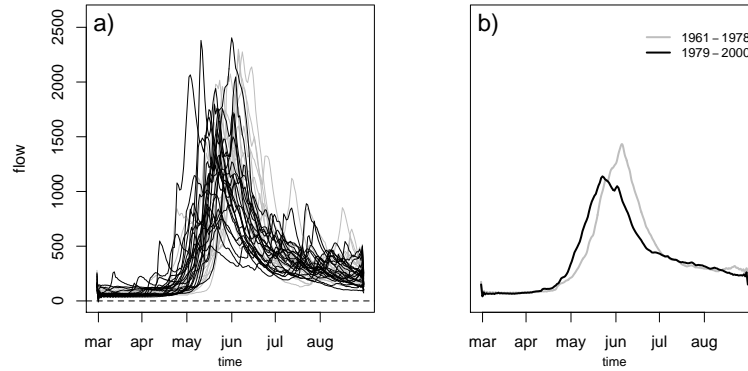 a)
2500
2000
1500
1000
500
0
flow
mar apr may jun jul aug
time
b)
1961 – 1978
1979 – 2000
mar apr may jun jul aug
time